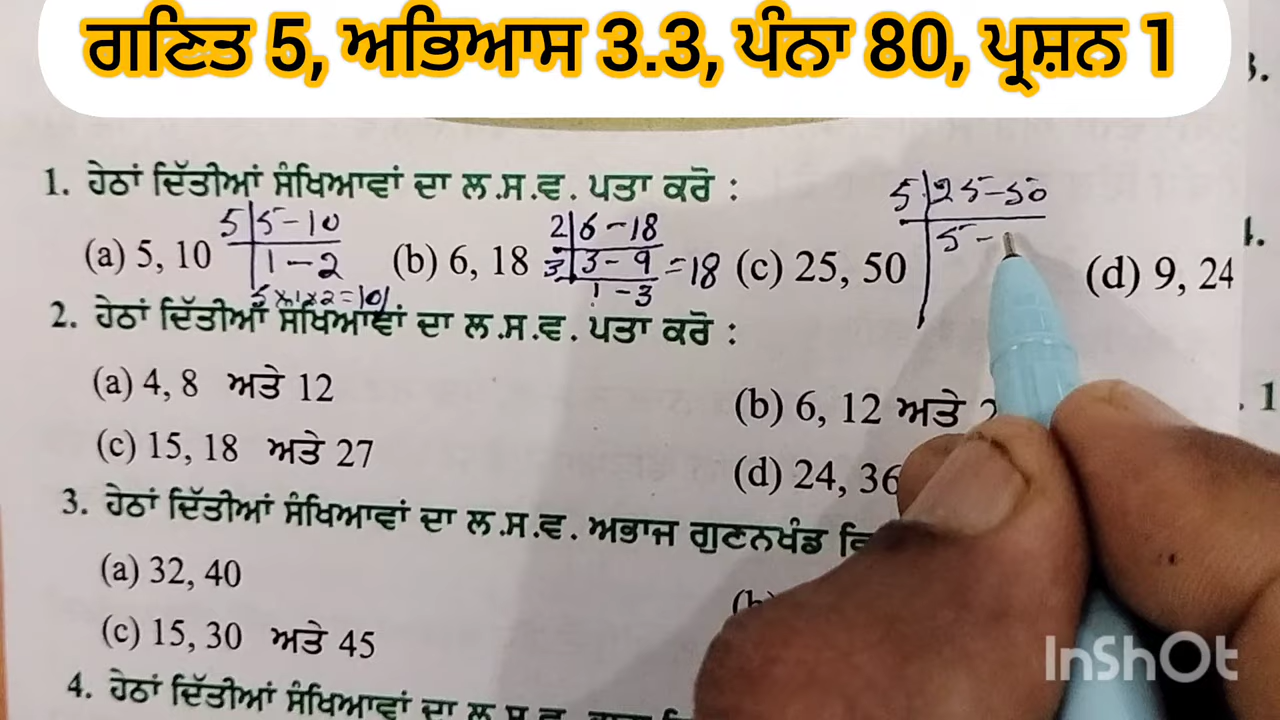 ਗਣਿਤ 5, ਅਭਿਆਸ 3.3, ਪੰਨਾ 80, ਪ੍ਰਸ਼ਨ 1
1. ਹੇਠਾਂ ਦਿੱਤੀਆਂ ਸੰਖਿਆਵਾਂ ਦਾ ਲ.ਸ.ਵ. ਪਤਾ ਕਰੋ :
(a) 5, 10 5 5-10 1-2 5×1×2=10
(b) 6, 18 2 6-18 3 3-9 1-3 =18
(c) 25, 50 5 25-50 5-
(d) 9, 24
2. ਹੇਠਾਂ ਦਿੱਤੀਆਂ ਸੰਖਿਆਵਾਂ ਦਾ ਲ.ਸ.ਵ. ਪਤਾ ਕਰੋ :
(a) 4, 8 ਅਤੇ 12
(b) 6, 12 ਅਤੇ
(c) 15, 18 ਅਤੇ 27
(d) 24, 36
3. ਹੇਠਾਂ ਦਿੱਤੀਆਂ ਸੰਖਿਆਵਾਂ ਦਾ ਲ.ਸ.ਵ. ਅਭਾਜ ਗੁਣਨਖੰਡ
(a) 32, 40
(b)
(c) 15, 30 ਅਤੇ 45
4. ਹੇਠਾਂ ਦਿੱਤੀਆਂ ਸੰਖਿਆਵਾਂ ਦਾ ਲ.ਸ.ਵ.
InShOt